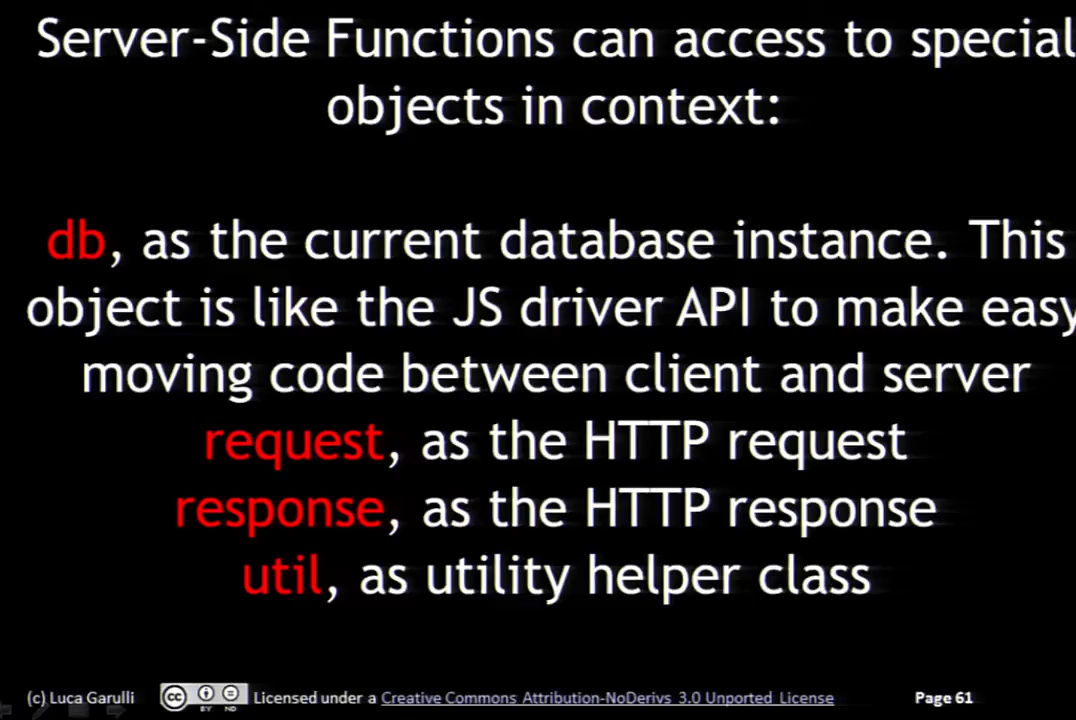 Server-Side Functions can access to special
objects in context:
db, as the current database instance. This
object is like the JS driver API to make easy
moving code between client and server
request, as the HTTP request
response, as the HTTP response
util, as utility helper class
(c) Luca Garulli cc BY ND Licensed under a Creative Commons Attribution-NoDerivs 3.0 Unported License Page 61